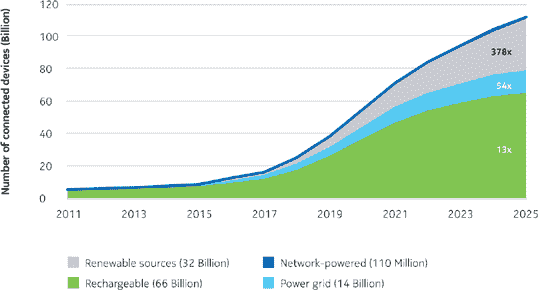 Number of connected devices (Billion)
120
100
80
60
40
20
0
378x
54x
13x
2011 2013 2015 2017 2019 2021 2023 2025
Renewable sources (32 Billion) Network-powered (110 Million)
Rechargeable (66 Billion) Power grid (14 Billion)